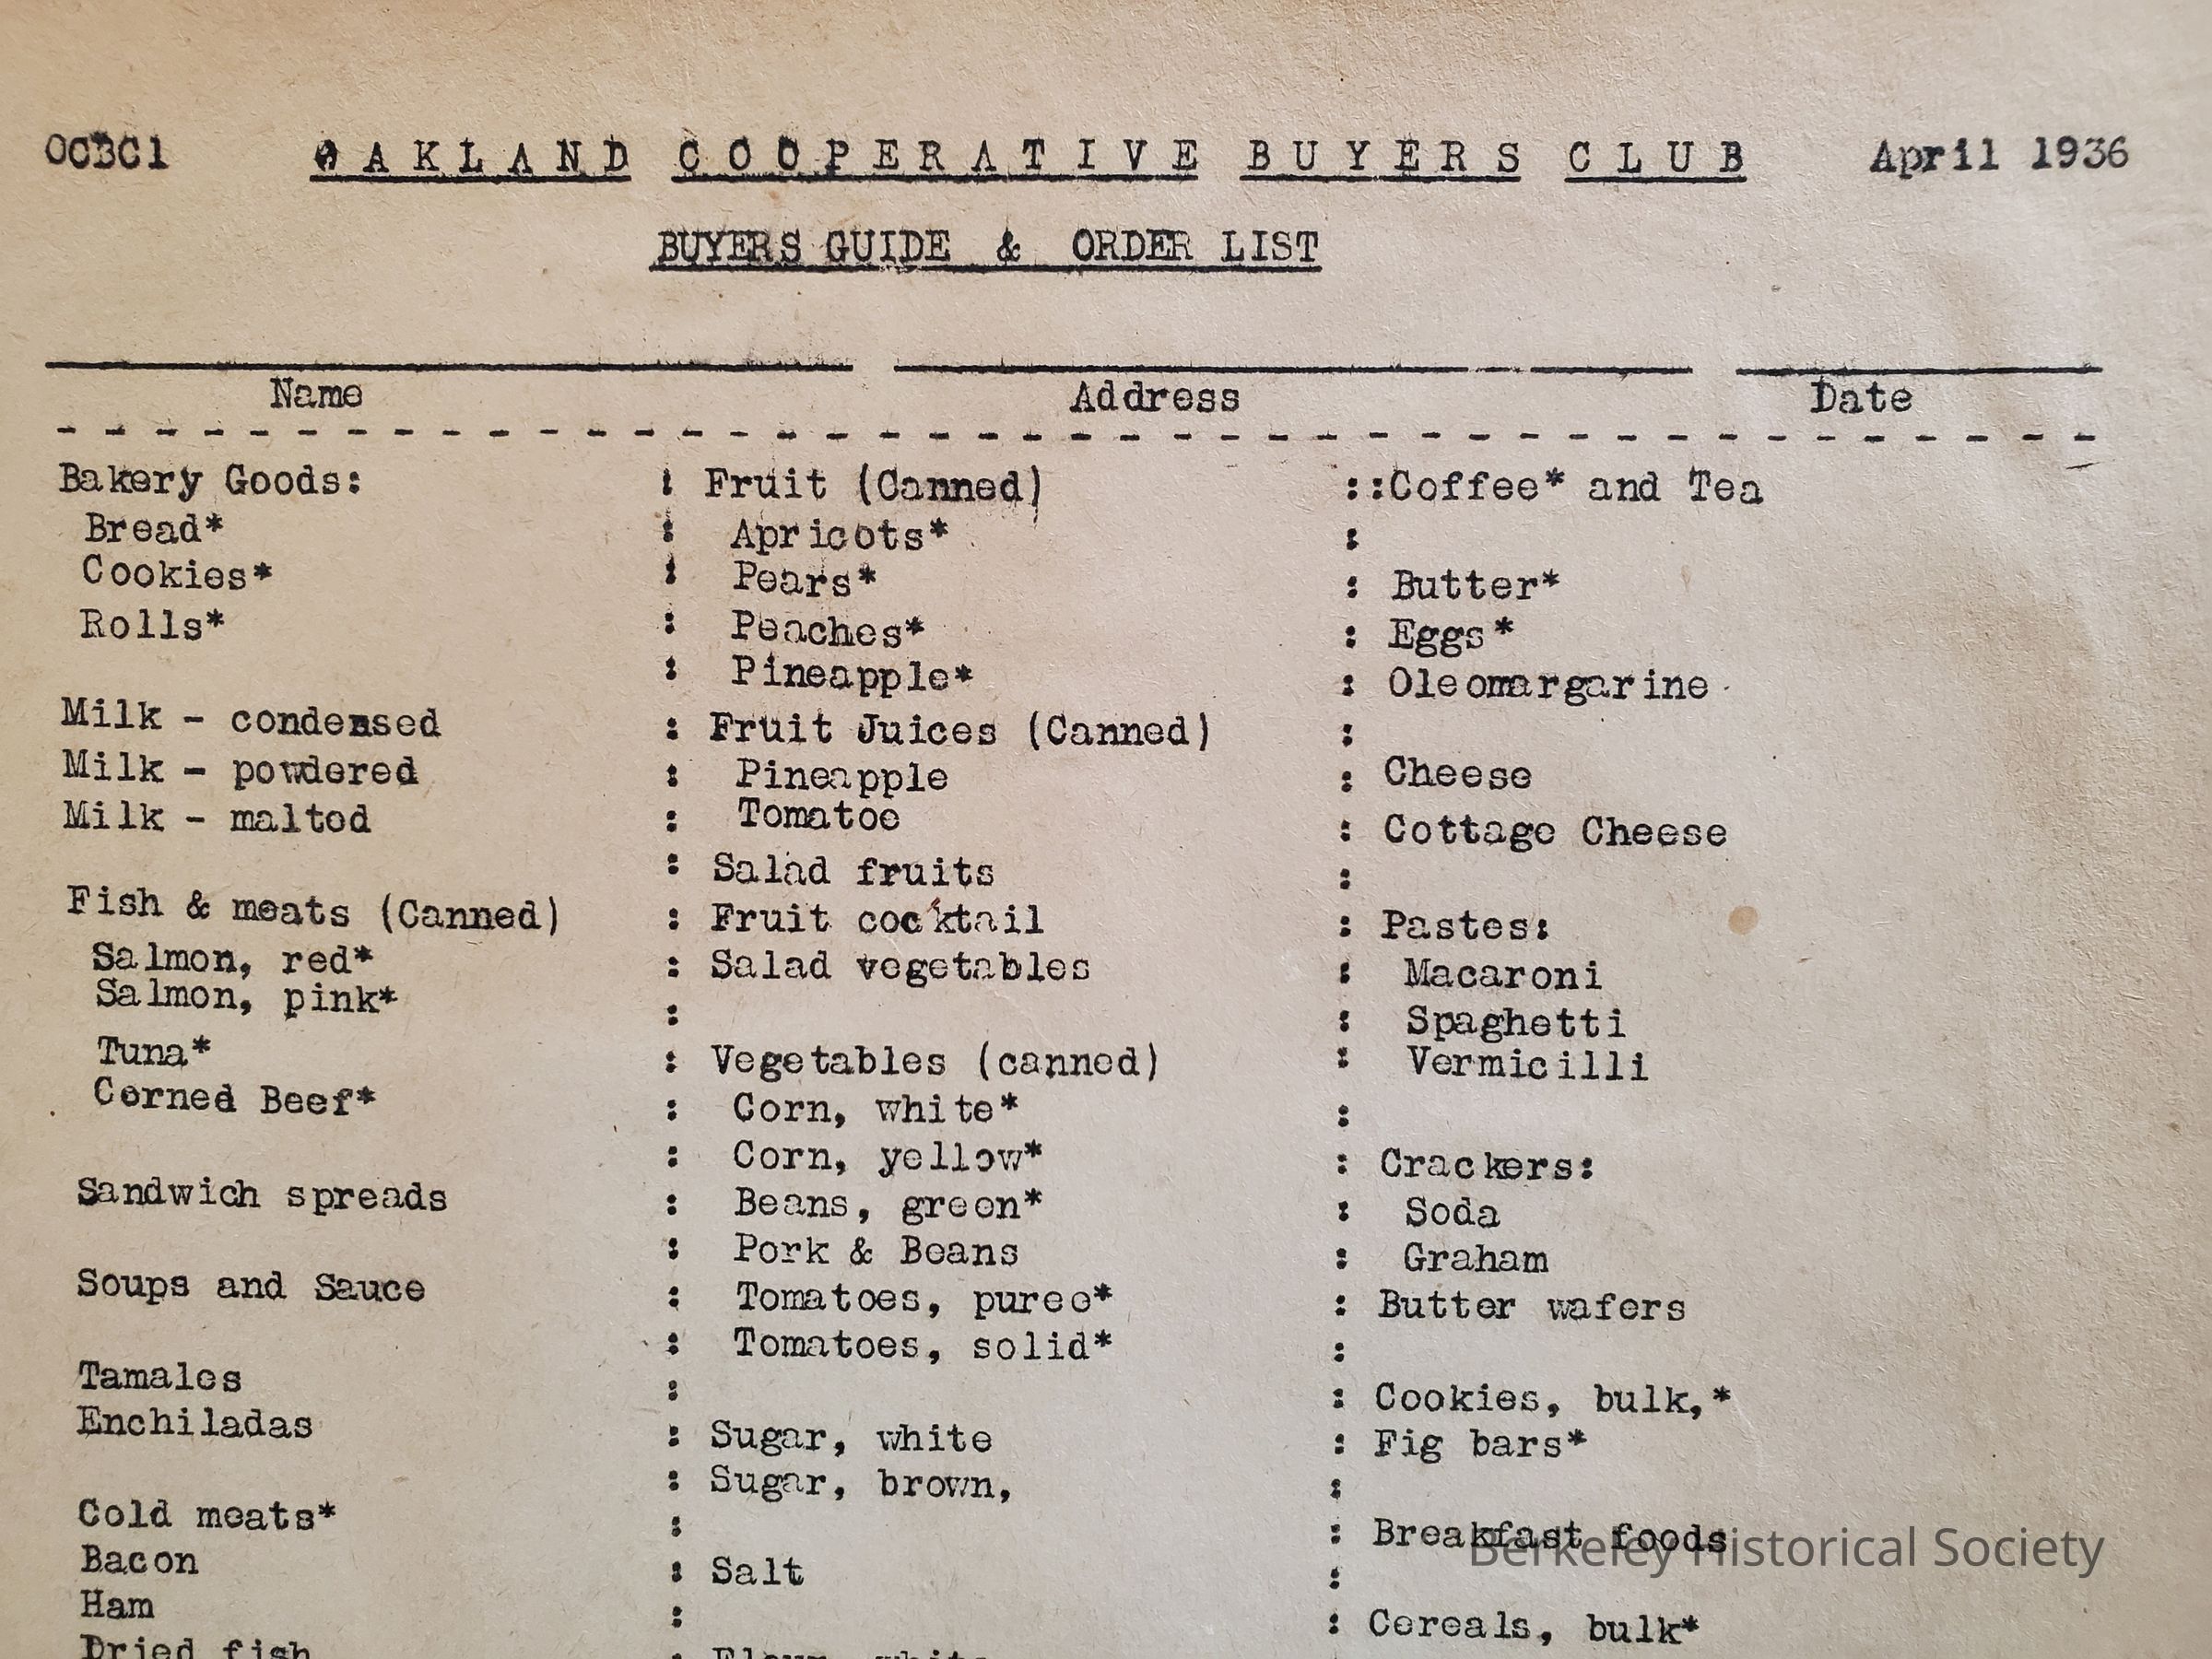 OCBC1 OAKLAND COOPERATIVE BUYERS CLUB April 1936
BUYERS GUIDE & ORDER LIST
Name Address Date
Bakery Goods:
Bread*
Cookies*
Rolls*
Milk - condensed
Milk - powdered
Milk - malted
Fish & meats (Canned)
Salmon, red*
Salmon, pink*
Tuna*
Corned Beef*
Sandwich spreads
Soups and Sauce
Tamales
Enchiladas
Cold meats*
Bacon
Ham
Dried fish
: Fruit (Canned)
: Apricots*
: Pears*
: Peaches*
: Pineapple*
: Fruit Juices (Canned)
: Pineapple
: Tomatoe
: Salad fruits
: Fruit cocktail
: Salad vegetables
:
: Vegetables (canned)
: Corn, white*
: Corn, yellow*
: Beans, green*
: Pork & Beans
: Tomatoes, puree*
: Tomatoes, solid*
:
: Sugar, white
: Sugar, brown,
:
: Salt
:
: Flour, white
::Coffee* and Tea
:
: Butter*
: Eggs*
: Oleomargarine
:
: Cheese
: Cottage Cheese
:
: Pastes:
: Macaroni
: Spaghetti
: Vermicilli
:
: Crackers:
: Soda
: Graham
: Butter wafers
:
: Cookies, bulk,*
: Fig bars*
:
: Breakfast foods
:
: Cereals, bulk*
Berkeley Historical Society